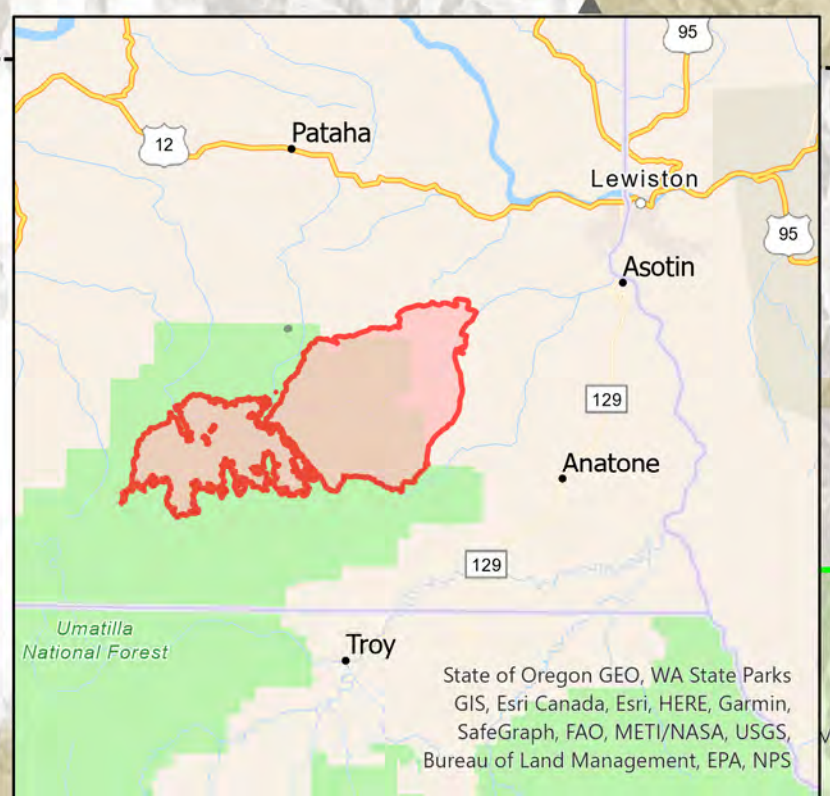 95
12
Pataha
Lewiston
95
Asotin
129
Anatone
129
Umatilla
National Forest
Troy
State of Oregon GEO, WA State Parks
GIS, Esri Canada, Esri, HERE, Garmin,
SafeGraph, FAO, METI/NASA, USGS,
Bureau of Land Management, EPA, NPS